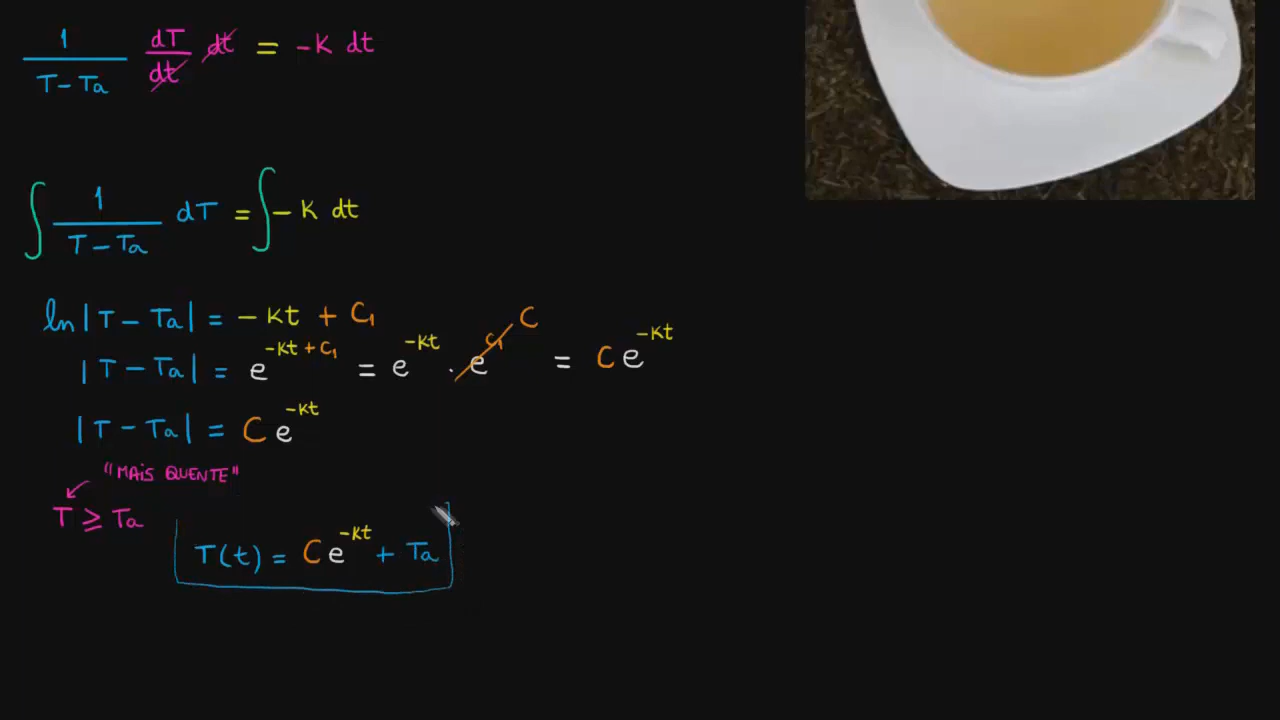 1/(T - Ta) dT/dt dt = -K dt
∫ 1/(T - Ta) dT = ∫ - K dt
ln|T - Ta| = - Kt + C₁
|T - Ta| = e^(-Kt + C₁) = e^(-Kt) . e^(C₁) C = C e^(-Kt)
|T - Ta| = C e^(-Kt)
"MAIS QUENTE"
T ≥ Ta
T(t) = C e^(-Kt) + Ta